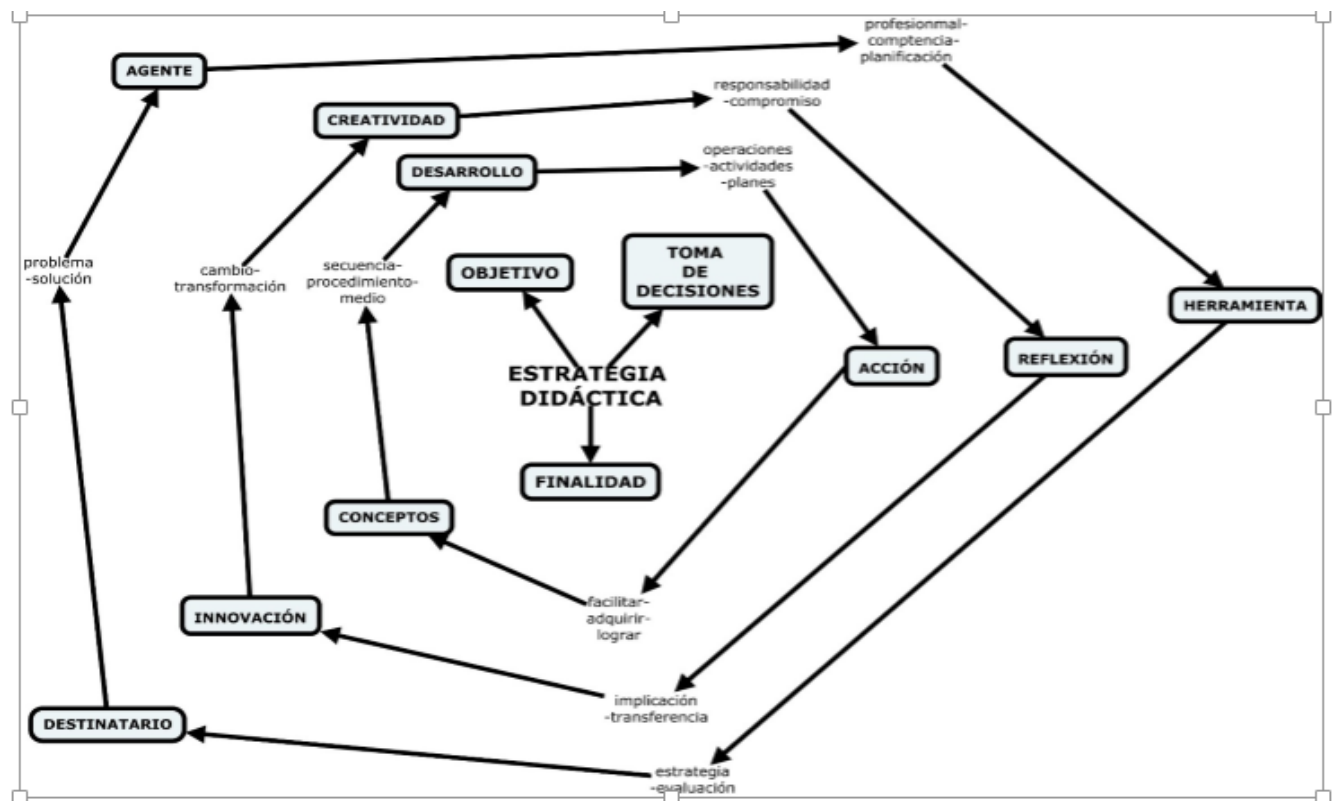 profesionmal-
comptencia-
planificación
AGENTE
responsabilidad
-compromiso
CREATIVIDAD
operaciones
-actividades
-planes
DESARROLLO
problema
-solución
cambio-
transformación
secuencia-
procedimiento-
medio
OBJETIVO
TOMA
DE
DECISIONES
HERRAMIENTA
REFLEXIÓN
ACCIÓN
ESTRATEGIA
DIDÁCTICA
FINALIDAD
CONCEPTOS
facilitar-
adquirir-
lograr
INNOVACIÓN
implicación
-transferencia
DESTINATARIO
estrategia
-evaluación